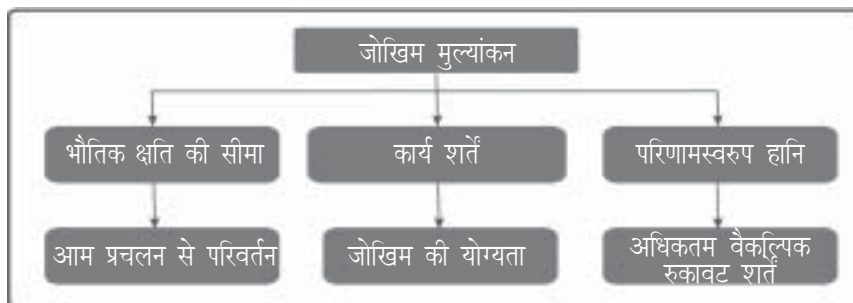 जोखिम मुल्यांकन
भौतिक क्षति की सीमा
कार्य शर्तें
परिणामस्वरुप हानि
आम प्रचलन से परिवर्तन
जोखिम की योग्यता
अधिकतम वैकल्पिक
रुकावट शर्तें